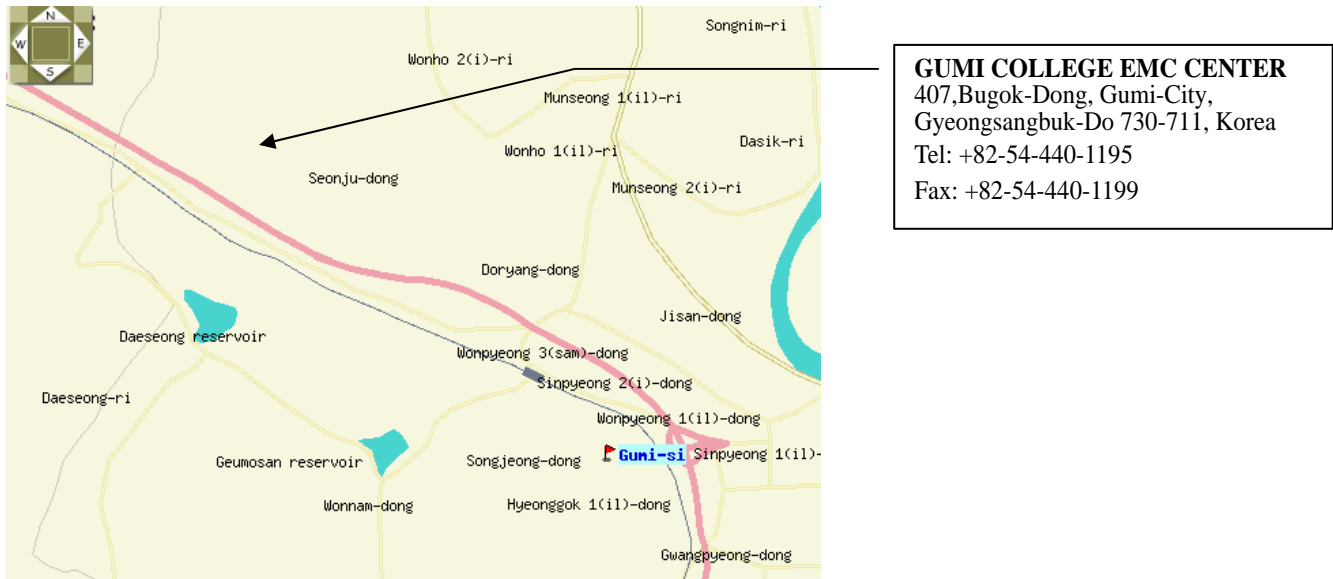 N
W E
S
Songnim-ri
Wonho 2(i)-ri
Munseong 1(il)-ri
Dasik-ri
Wonho 1(il)-ri
Seonju-dong
Munseong 2(i)-ri
Doryang-dong
Jisan-dong
Daeseong reservoir
Wonpyeong 3(sam)-dong
Sinpyeong 2(i)-dong
Daeseong-ri
Wonpyeong 1(il)-dong
Geumosan reservoir
Songjeong-dong
Gumi-si
Sinpyeong 1(il)-
Wonnam-dong
Hyeonggok 1(il)-dong
Gwangpyeong-dong
GUMI COLLEGE EMC CENTER
407,Bugok-Dong, Gumi-City,
Gyeongsangbuk-Do 730-711, Korea
Tel: +82-54-440-1195
Fax: +82-54-440-1199